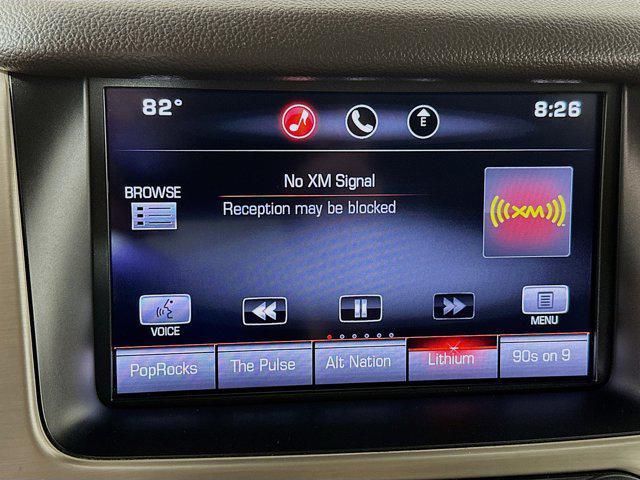 82°
E
8:26
No XM Signal
Reception may be blocked
BROWSE
((XM))
VOICE
MENU
PopRocks
The Pulse
Alt Nation
Lithium
90s on 9